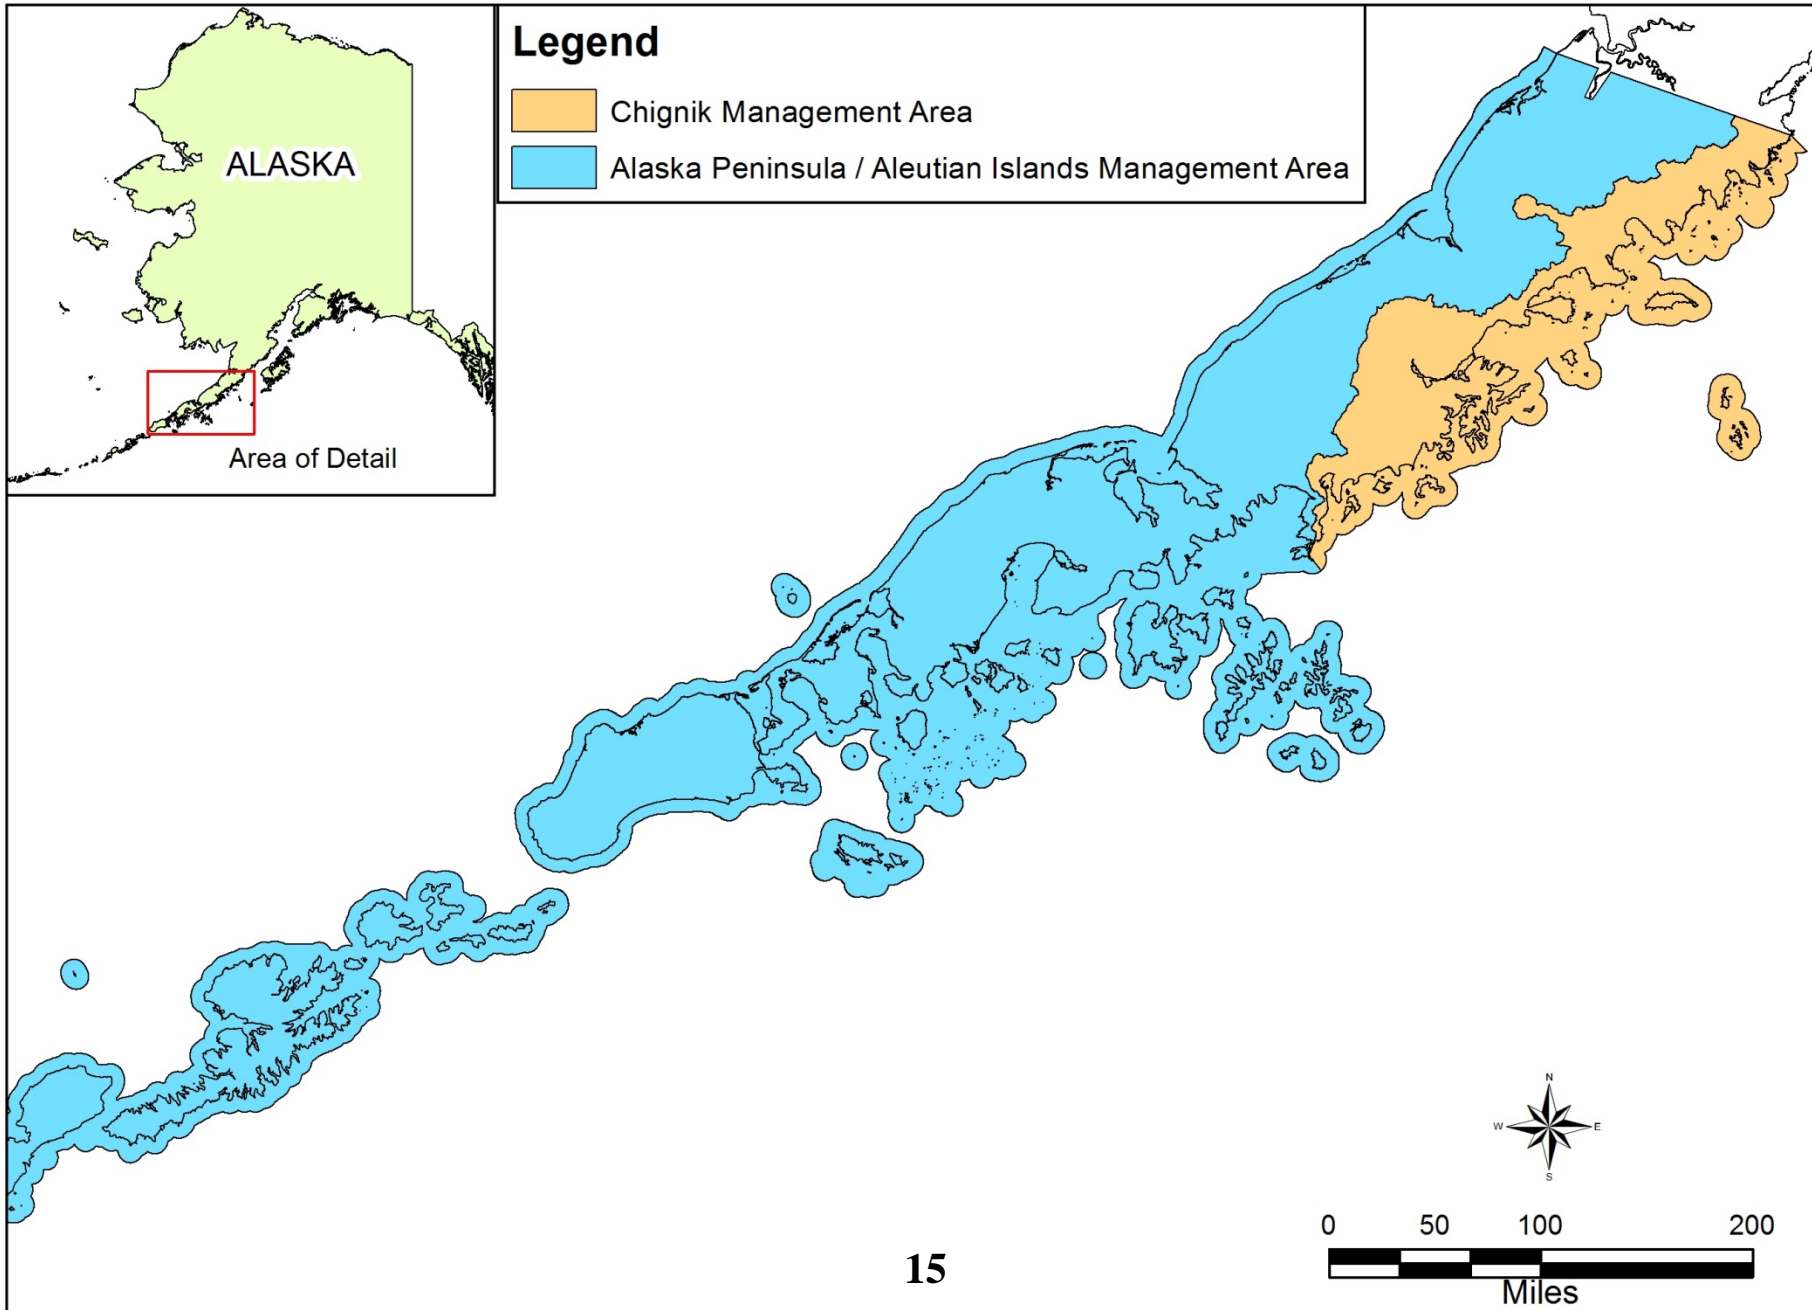 Legend
Chignik Management Area
Alaska Peninsula / Aleutian Islands Management Area
ALASKA
Area of Detail
N
W E
S
0 50 100 200
Miles
15